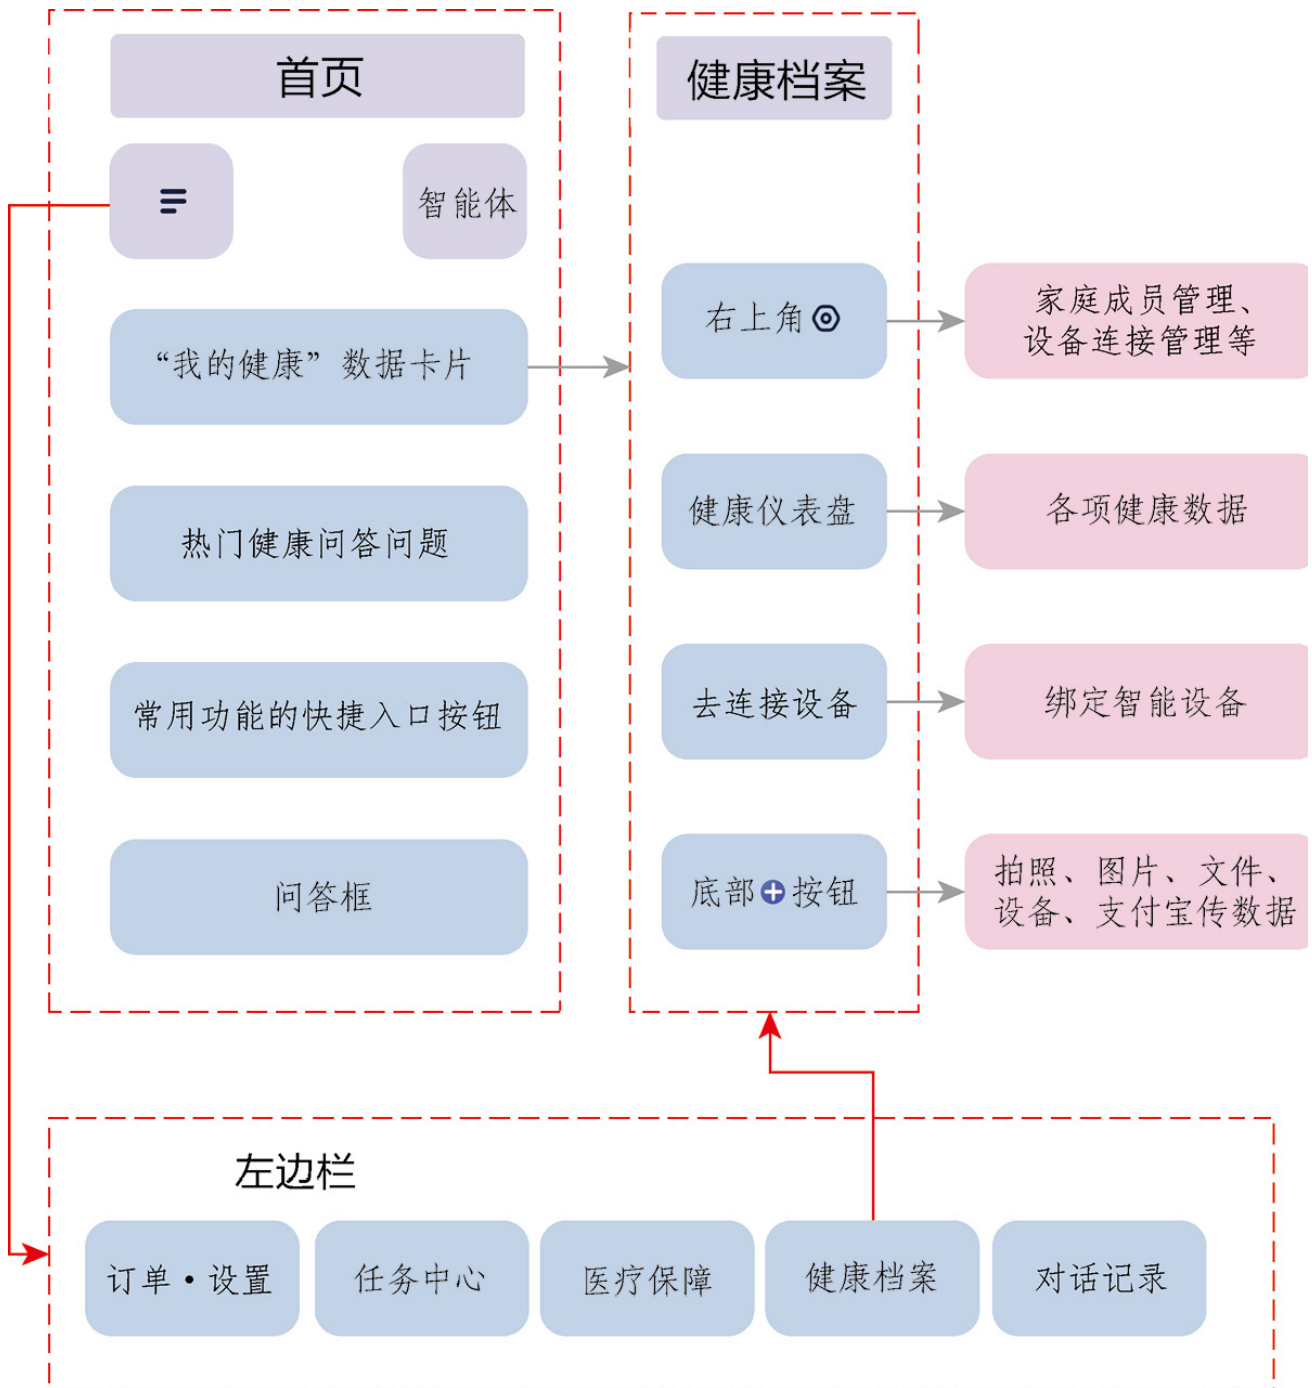 首页
智能体
“我的健康”数据卡片
热门健康问答问题
常用功能的快捷入口按钮
问答框
健康档案
右上角
家庭成员管理、
设备连接管理等
健康仪表盘
各项健康数据
去连接设备
绑定智能设备
底部按钮
拍照、图片、文件、
设备、支付宝传数据
左边栏
订单·设置
任务中心
医疗保障
健康档案
对话记录